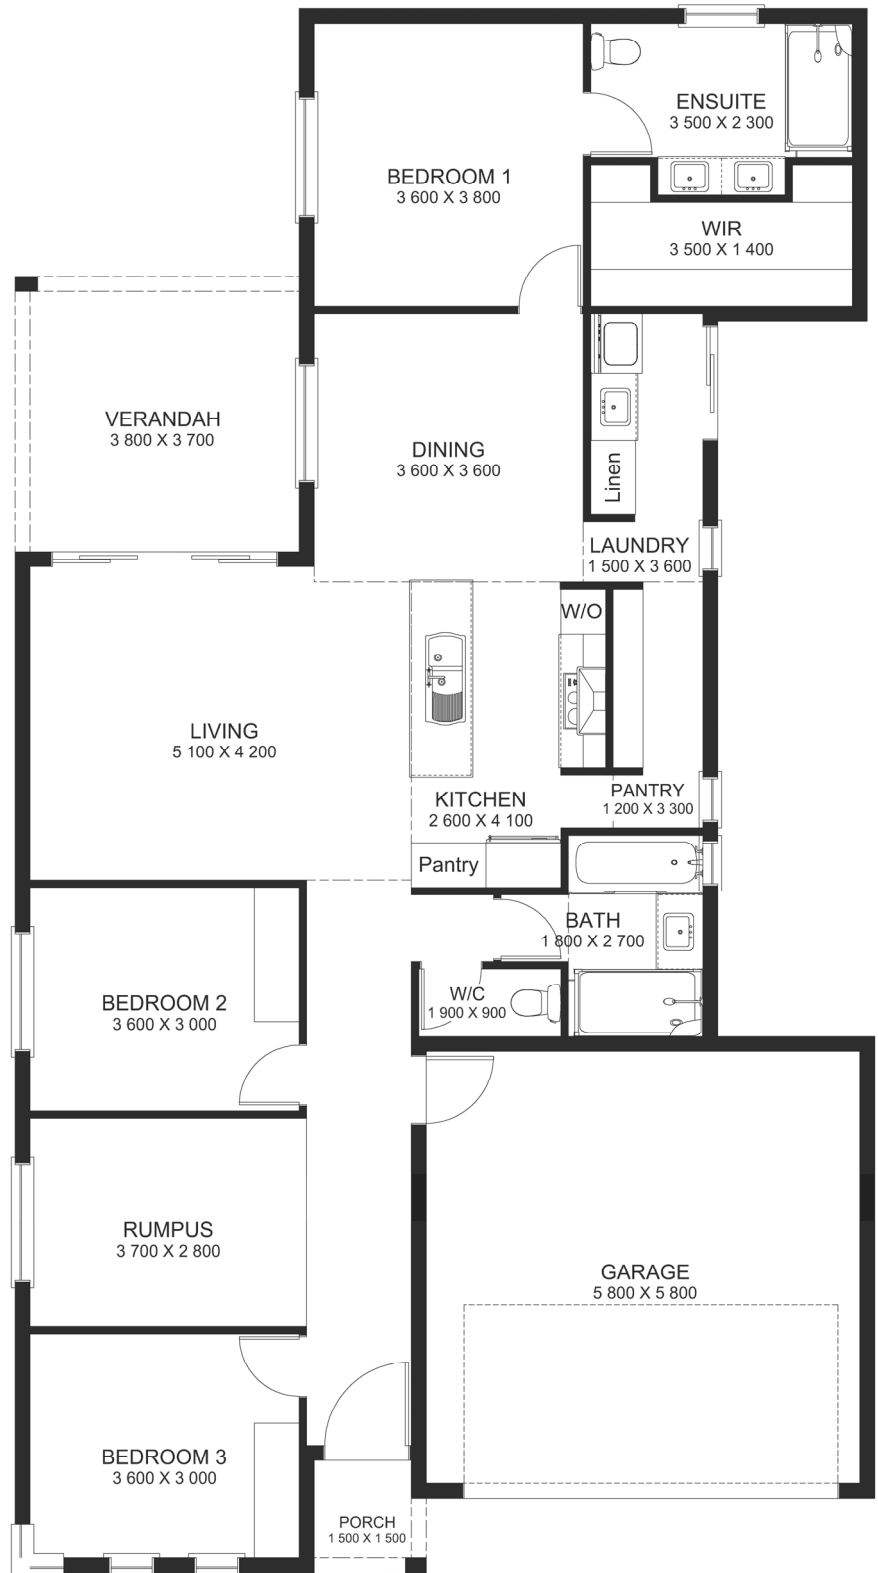 ENSUITE
3 500 X 2 300
BEDROOM 1
3 600 X 3 800
WIR
3 500 X 1 400
VERANDAH
3 800 X 3 700
DINING
3 600 X 3 600
Linen
LAUNDRY
1 500 X 3 600
W/O
LIVING
5 100 X 4 200
KITCHEN
2 600 X 4 100
PANTRY
1 200 X 3 300
Pantry
BATH
1 800 X 2 700
BEDROOM 2
3 600 X 3 000
W/C
1 900 X 900
RUMPUS
3 700 X 2 800
GARAGE
5 800 X 5 800
BEDROOM 3
3 600 X 3 000
PORCH
1 500 X 1 500